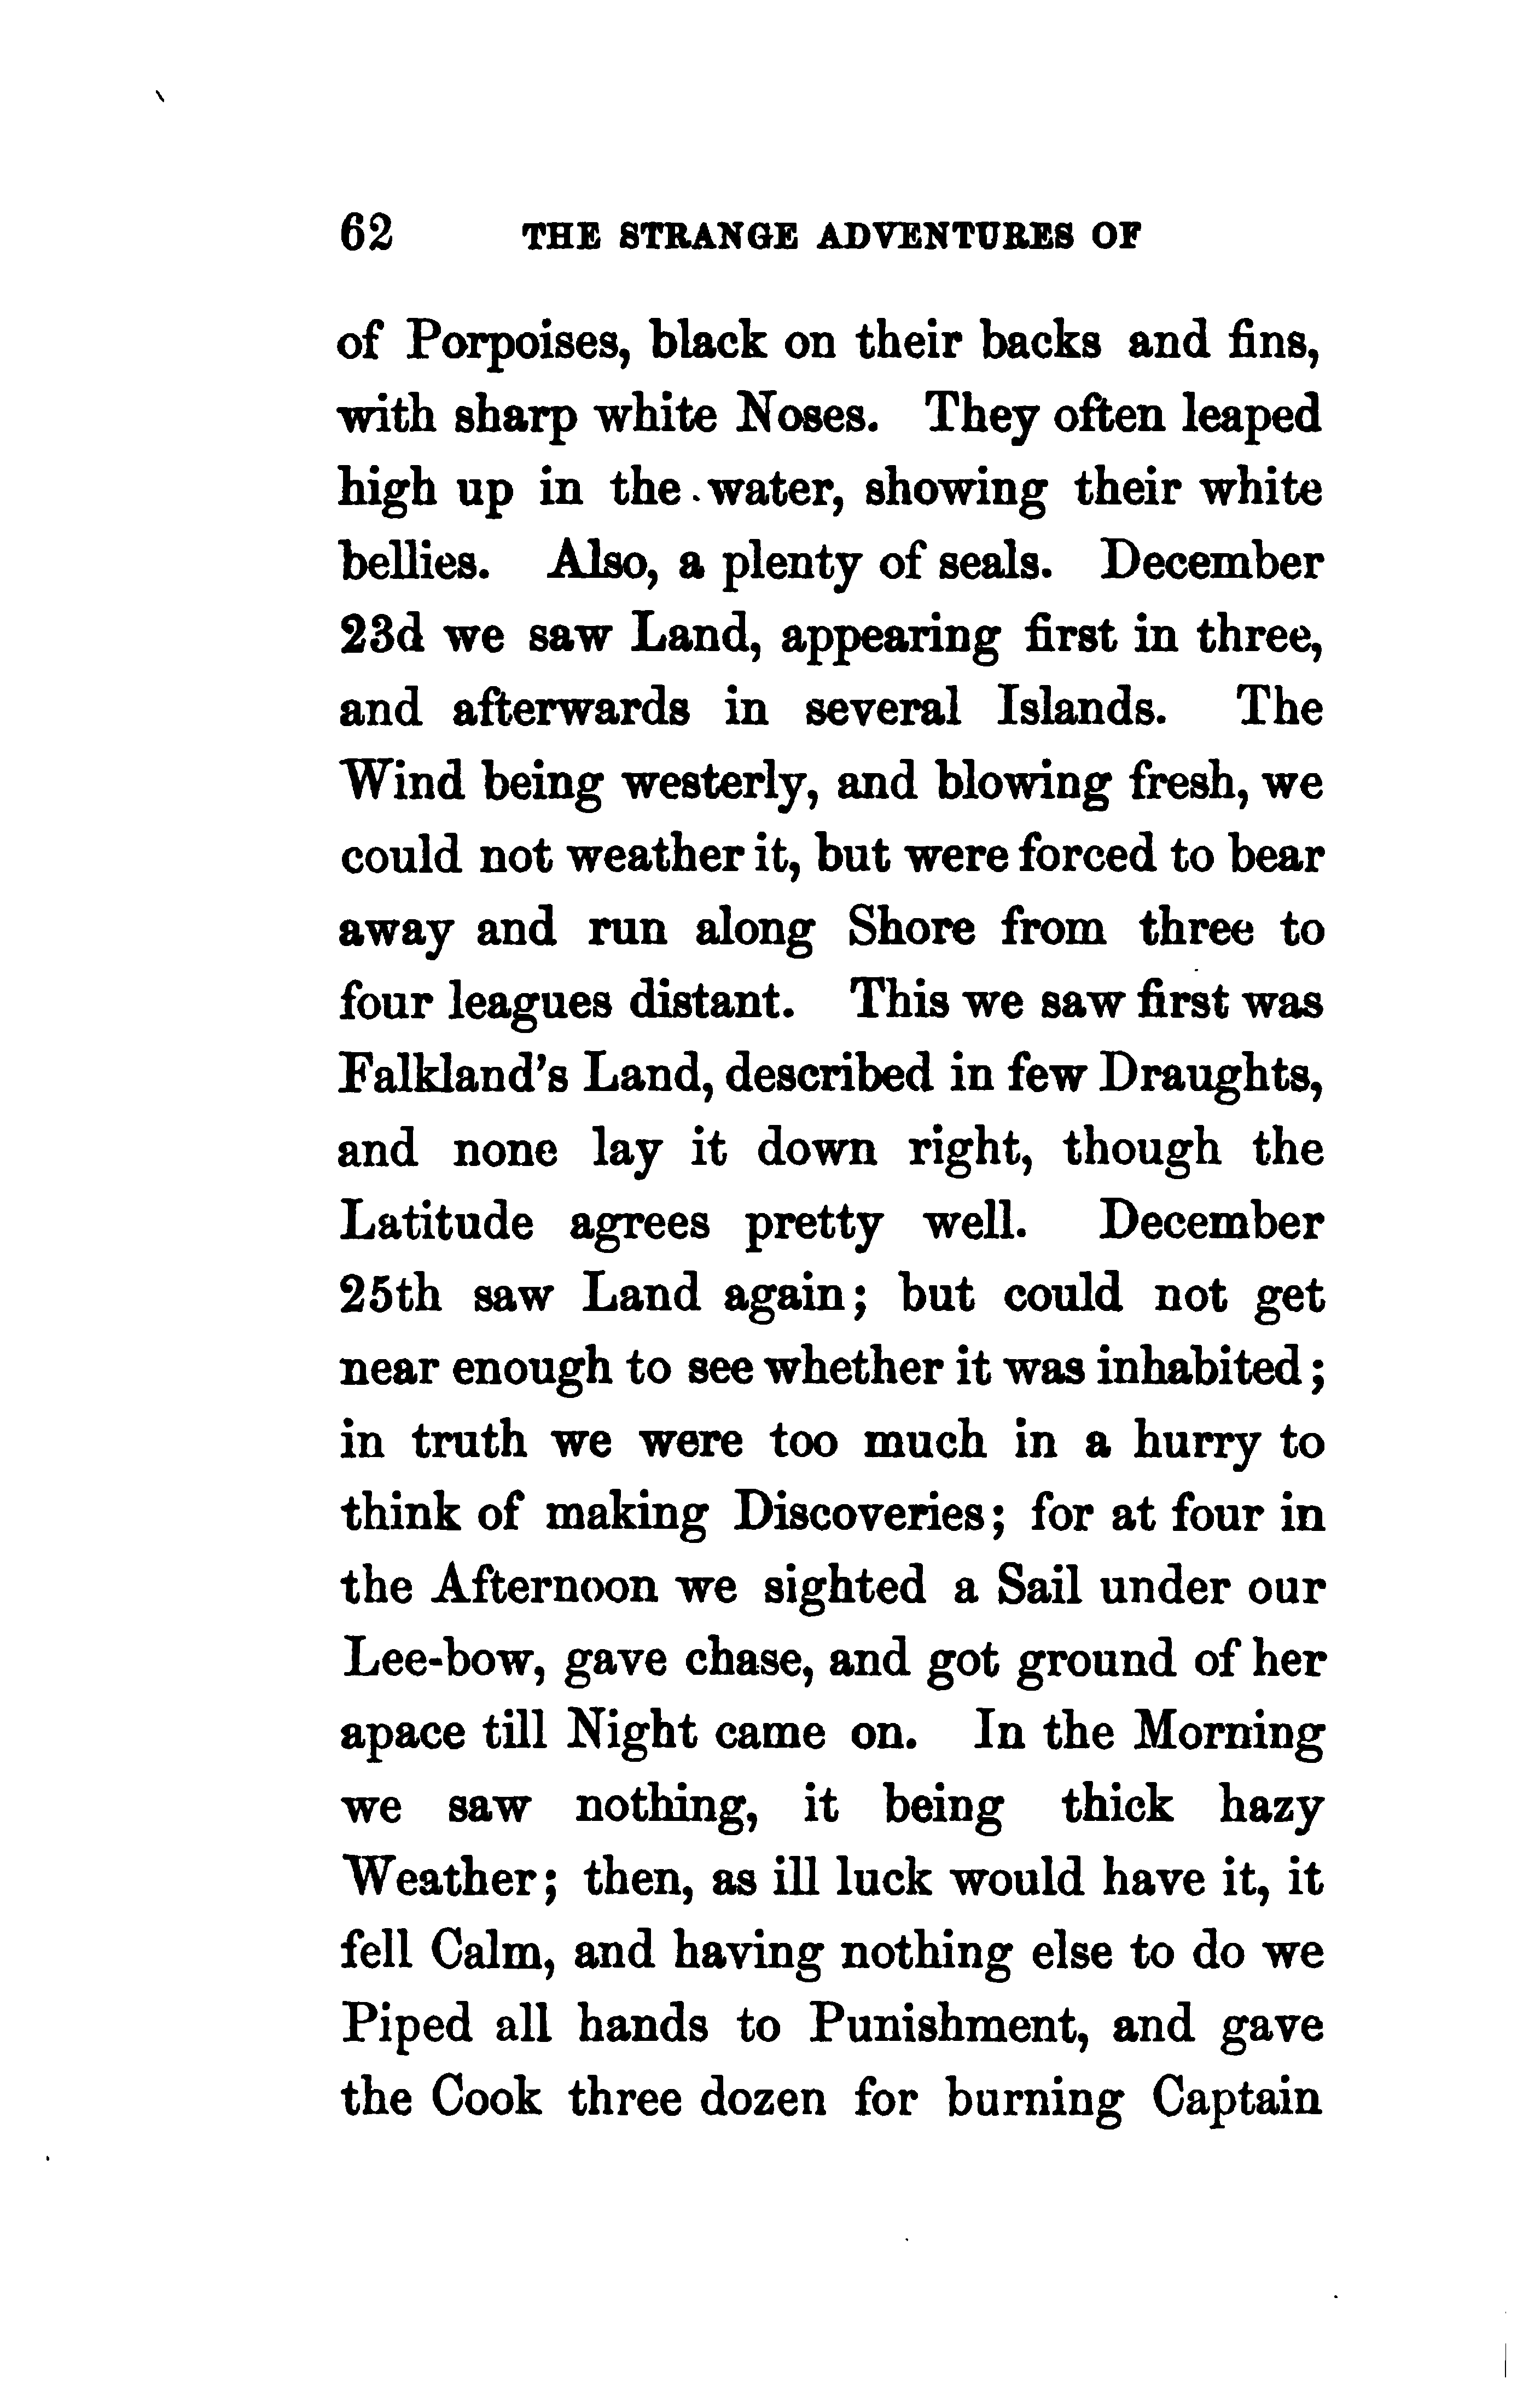 62 THE STRANGE ADVENTURES OF
of Porpoises, black on their backs and fins,
with sharp white Noses. They often leaped
high up in the water, showing their white
bellies. Also, a plenty of seals. December
23d we saw Land, appearing first in three,
and afterwards in several Islands. The
Wind being westerly, and blowing fresh, we
could not weather it, but were forced to bear
away and run along Shore from three to
four leagues distant. This we saw first was
Falkland's Land, described in few Draughts,
and none lay it down right, though the
Latitude agrees pretty well. December
25th saw Land again; but could not get
near enough to see whether it was inhabited;
in truth we were too much in a hurry to
think of making Discoveries; for at four in
the Afternoon we sighted a Sail under our
Lee-bow, gave chase, and got ground of her
apace till Night came on. In the Morning
we saw nothing, it being thick hazy
Weather; then, as ill luck would have it, it
fell Calm, and having nothing else to do we
Piped all hands to Punishment, and gave
the Cook three dozen for burning Captain